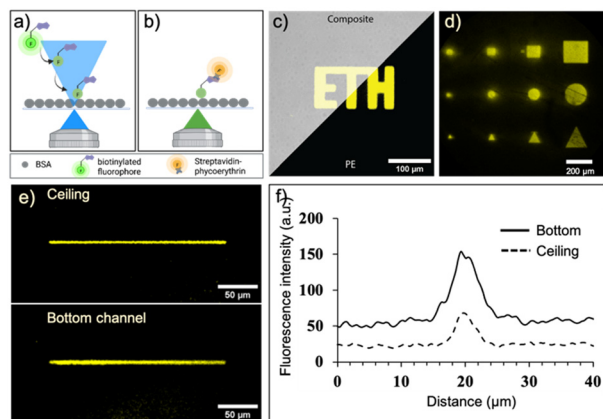 a)
b)
BSA
biotinylated
fluorophore
Streptavidin-
phycoerythrin
c)
Composite
ETH
PE
100 µm
d)
200 µm
e)
Ceiling
50 µm
Bottom channel
50 µm
f)
Fluorescence intensity (a.u.)
200
150
100
50
0
Bottom
Ceiling
0 10 20 30 40
Distance (µm)